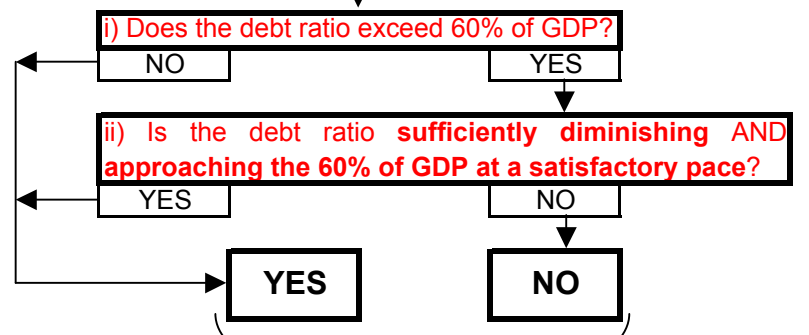 i) Does the debt ratio exceed 60% of GDP?
NO YES
ii) Is the debt ratio sufficiently diminishing AND
approaching the 60% of GDP at a satisfactory pace?
YES NO
YES NO